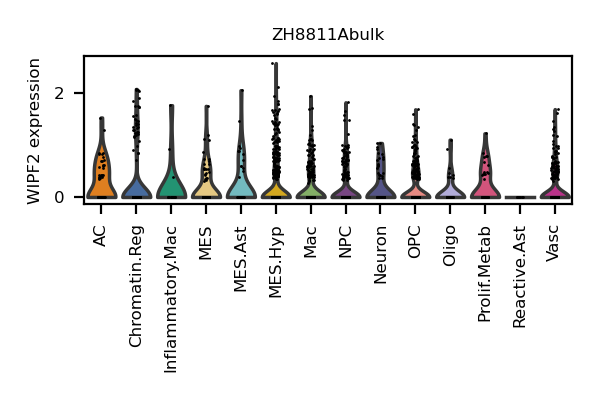 ZH8811Abulk
WIPF2 expression
2
0
AC
Chromatin.Reg
Inflammatory.Mac
MES
MES.Ast
MES.Hyp
Mac
NPC
Neuron
OPC
Oligo
Prolif.Metab
Reactive.Ast
Vasc